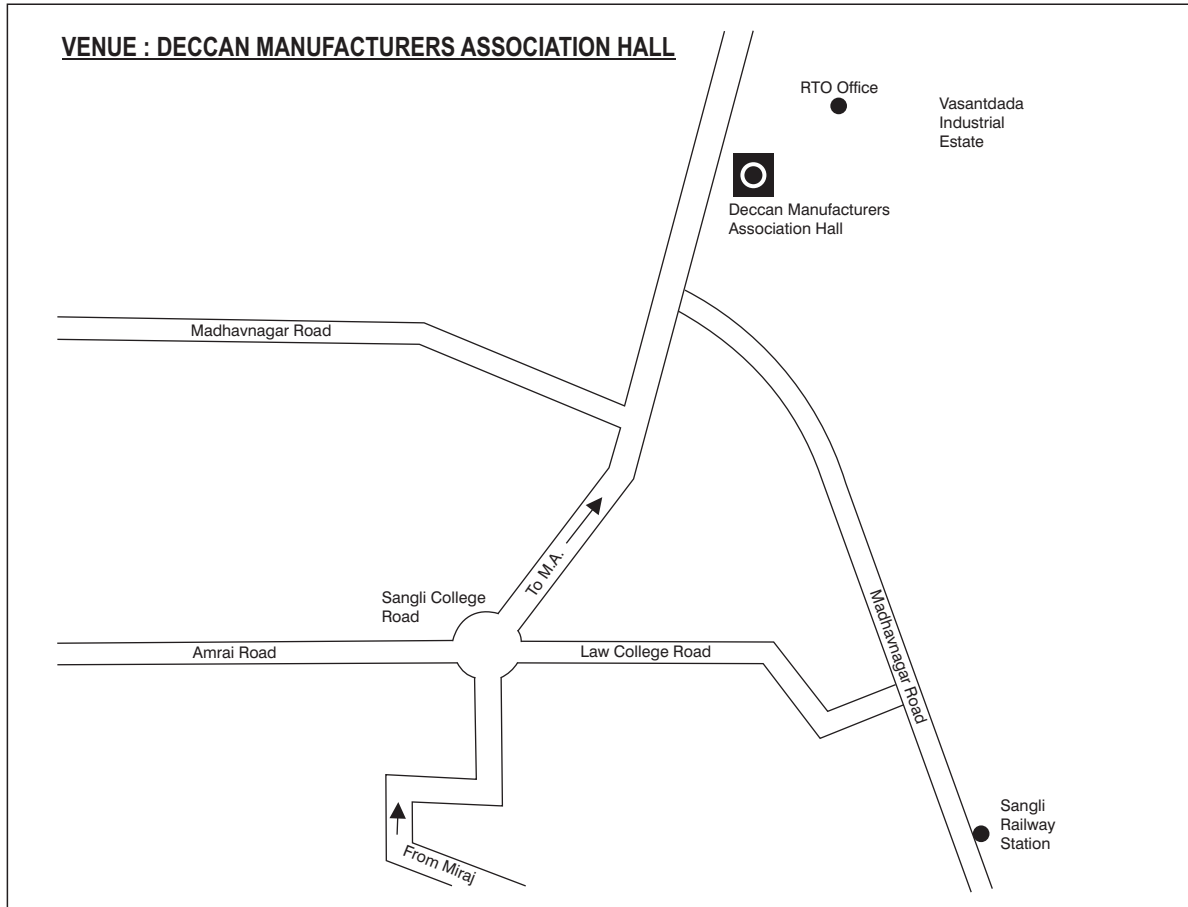 VENUE : DECCAN MANUFACTURERS ASSOCIATION HALL
RTO Office
Vasantdada
Industrial
Estate
Deccan Manufacturers
Association Hall
Madhavnagar Road
To M.A.
Sangli College
Road
Amrai Road
Law College Road
Madhavnagar Road
Sangli
Railway
Station
From Miraj